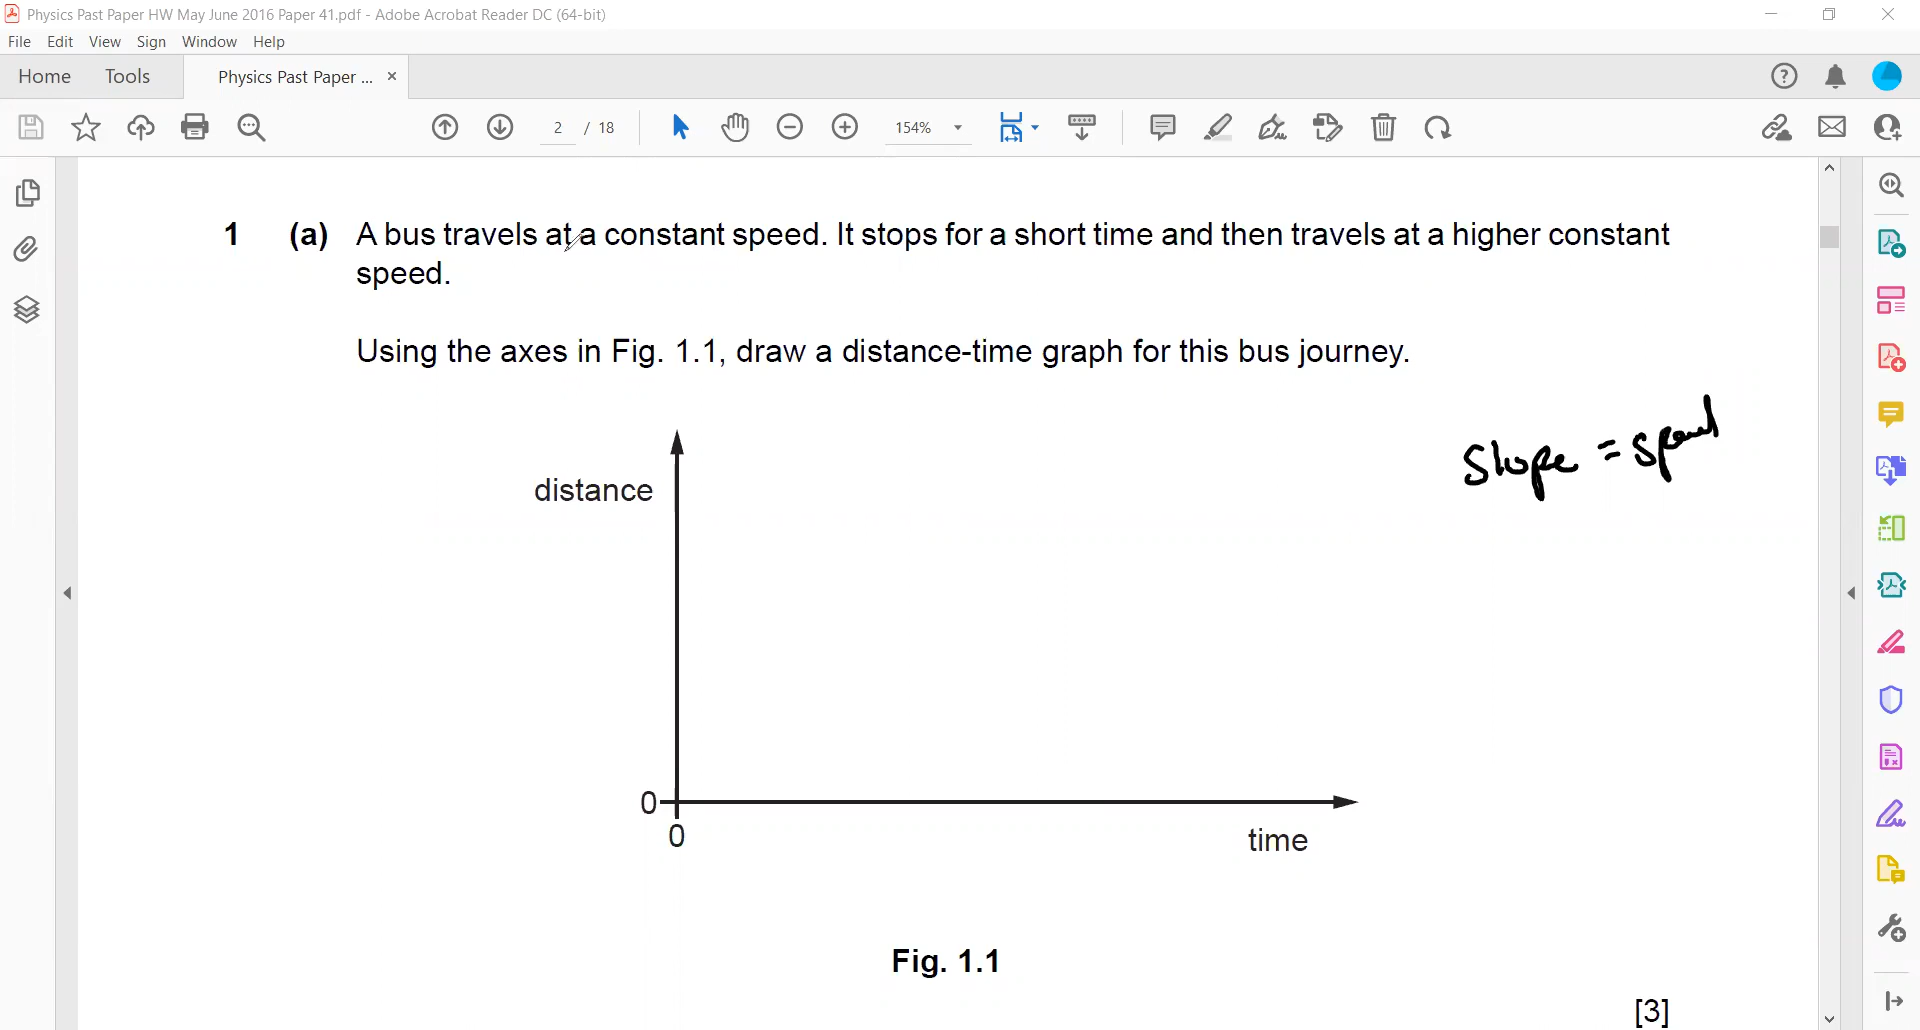 Physics Past Paper HW May June 2016 Paper 41.pdf - Adobe Acrobat Reader DC (64-bit)
File Edit View Sign Window Help
Home Tools Physics Past Paper ... ×
2 / 18 154%
1 (a) A bus travels at a constant speed. It stops for a short time and then travels at a higher constant
speed.
Using the axes in Fig. 1.1, draw a distance-time graph for this bus journey.
Slope = speed
distance
0
0
time
Fig. 1.1
[3]